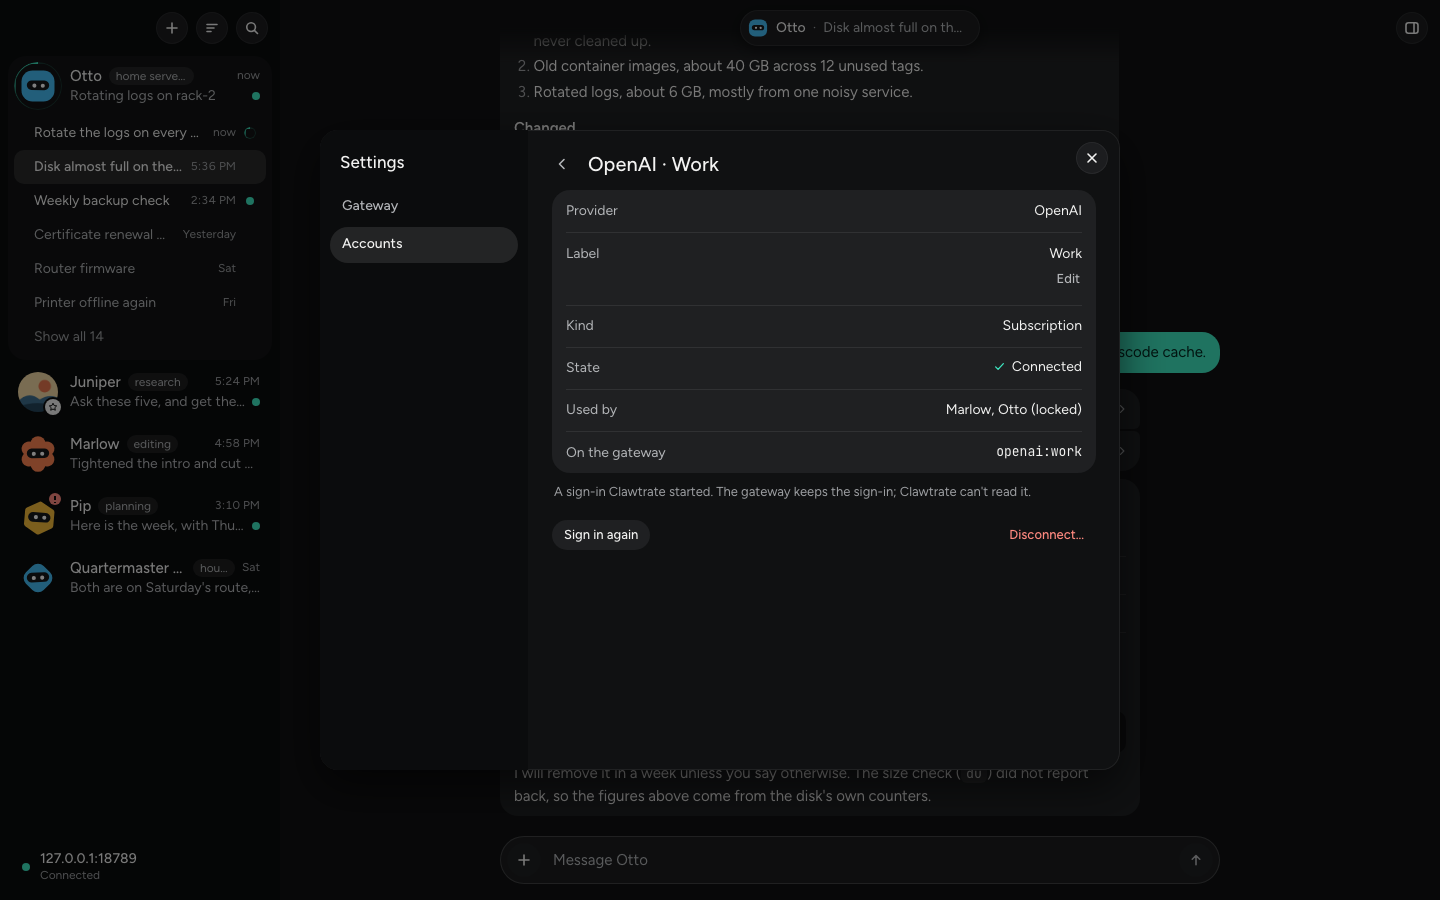 Otto · Disk almost full on th...
Otto home serve... now
Rotating logs on rack-2
Rotate the logs on every ... now
Disk almost full on the... 5:36 PM
Weekly backup check 2:34 PM
Certificate renewal ... Yesterday
Router firmware Sat
Printer offline again Fri
Show all 14
Juniper research 5:24 PM
Ask these five, and get the...
Marlow editing 4:58 PM
Tightened the intro and cut ...
Pip planning 3:10 PM
Here is the week, with Thu...
Quartermaster ... hou... Sat
Both are on Saturday's route,...
127.0.0.1:18789
Connected
never cleaned up.
2. Old container images, about 40 GB across 12 unused tags.
3. Rotated logs, about 6 GB, mostly from one noisy service.
Changed
scode cache.
Settings
Gateway
Accounts
OpenAI · Work
Provider OpenAI
Label Work
Edit
Kind Subscription
State Connected
Used by Marlow, Otto (locked)
On the gateway openai:work
A sign-in Clawtrate started. The gateway keeps the sign-in; Clawtrate can't read it.
Sign in again Disconnect...
I will remove it in a week unless you say otherwise. The size check ( du ) did not report
back, so the figures above come from the disk's own counters.
Message Otto